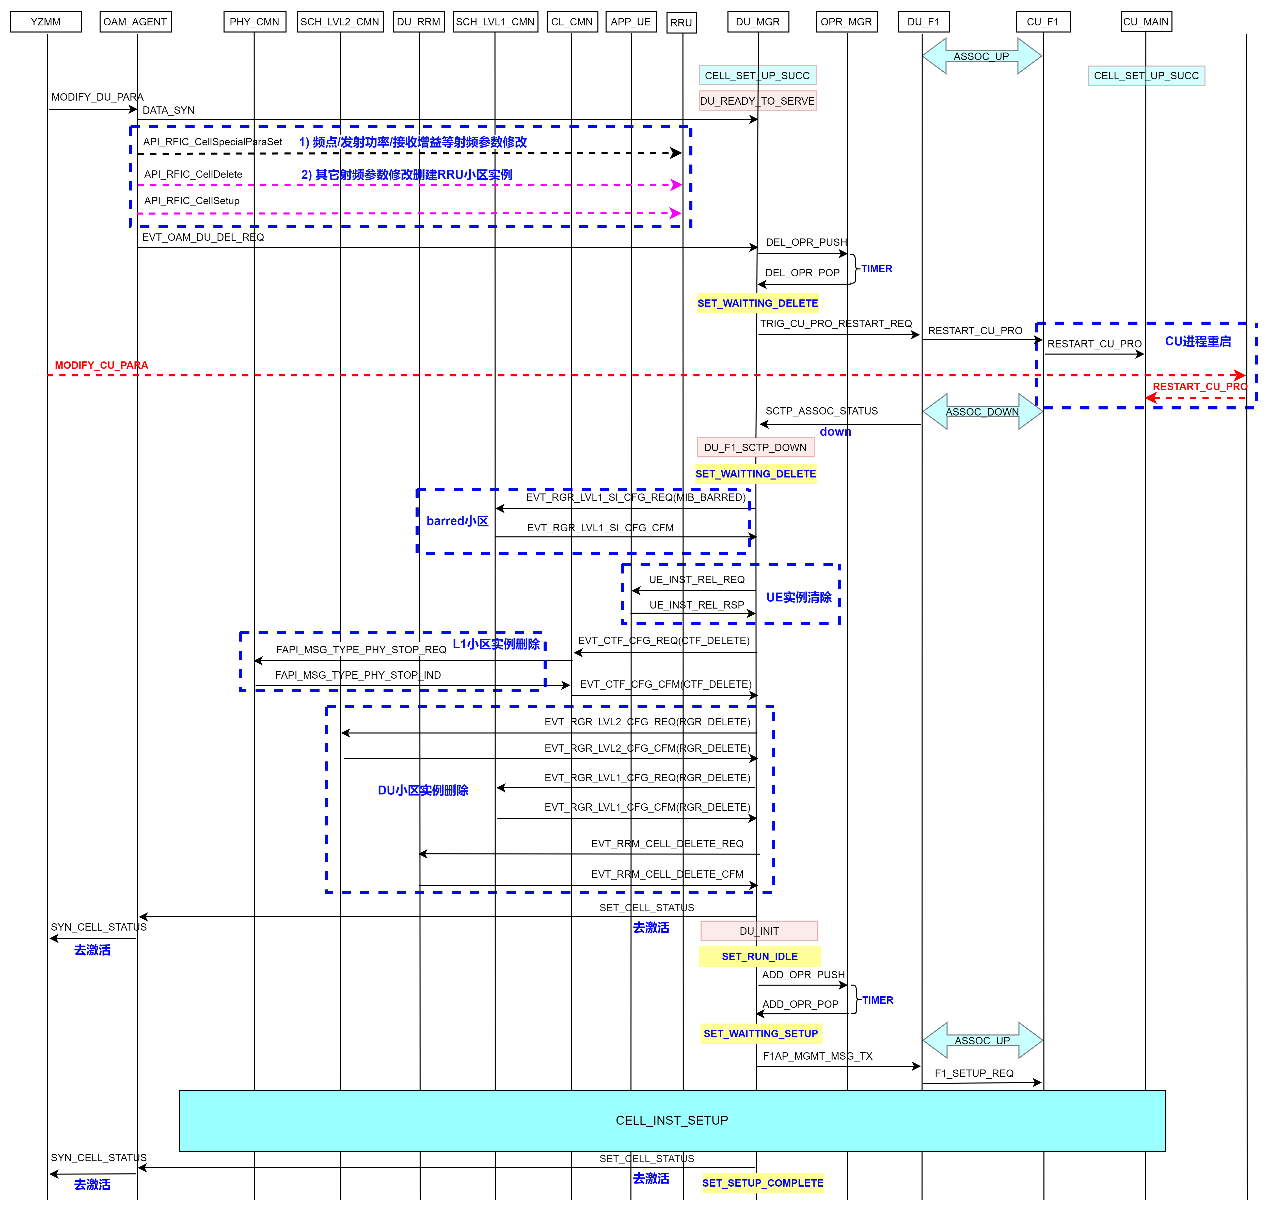 YZMM
OAM_AGENT
PHY_CMN
SCH_LVL2_CMN
DU_RRM
SCH_LVL1_CMN
CL_CMN
APP_UE
RRU
DU_MGR
OPR_MGR
DU_F1
CU_F1
CU_MAIN
ASSOC_UP
CELL_SET_UP_SUCC
CELL_SET_UP_SUCC
MODIFY_DU_PARA
DATA_SYN
DU_READY_TO_SERVE
API_RFIC_CellSpecialParaSet
1) 频点/发射功率/接收增益等射频参数修改
API_RFIC_CellDelete
2) 其它射频参数修改删建RRU小区实例
API_RFIC_CellSetup
EVT_OAM_DU_DEL_REQ
DEL_OPR_PUSH
TIMER
DEL_OPR_POP
SET_WAITTING_DELETE
TRIG_CU_PRO_RESTART_REQ
RESTART_CU_PRO
RESTART_CU_PRO
CU进程重启
MODIFY_CU_PARA
RESTART_CU_PRO
SCTP_ASSOC_STATUS
ASSOC_DOWN
down
DU_F1_SCTP_DOWN
SET_WAITTING_DELETE
EVT_RGR_LVL1_SI_CFG_REQ(MIB_BARRED)
barred小区
EVT_RGR_LVL1_SI_CFG_CFM
UE_INST_REL_REQ
UE实例清除
UE_INST_REL_RSP
EVT_CTF_CFG_REQ(CTF_DELETE)
L1小区实例删除
FAPI_MSG_TYPE_PHY_STOP_REQ
FAPI_MSG_TYPE_PHY_STOP_IND
EVT_CTF_CFG_CFM(CTF_DELETE)
EVT_RGR_LVL2_CFG_REQ(RGR_DELETE)
EVT_RGR_LVL2_CFG_CFM(RGR_DELETE)
EVT_RGR_LVL1_CFG_REQ(RGR_DELETE)
DU小区实例删除
EVT_RGR_LVL1_CFG_CFM(RGR_DELETE)
EVT_RRM_CELL_DELETE_REQ
EVT_RRM_CELL_DELETE_CFM
SET_CELL_STATUS
去激活
SYN_CELL_STATUS
去激活
DU_INIT
SET_RUN_IDLE
ADD_OPR_PUSH
TIMER
ADD_OPR_POP
SET_WAITTING_SETUP
ASSOC_UP
F1AP_MGMT_MSG_TX
F1_SETUP_REQ
CELL_INST_SETUP
SYN_CELL_STATUS
SET_CELL_STATUS
去激活
去激活
SET_SETUP_COMPLETE